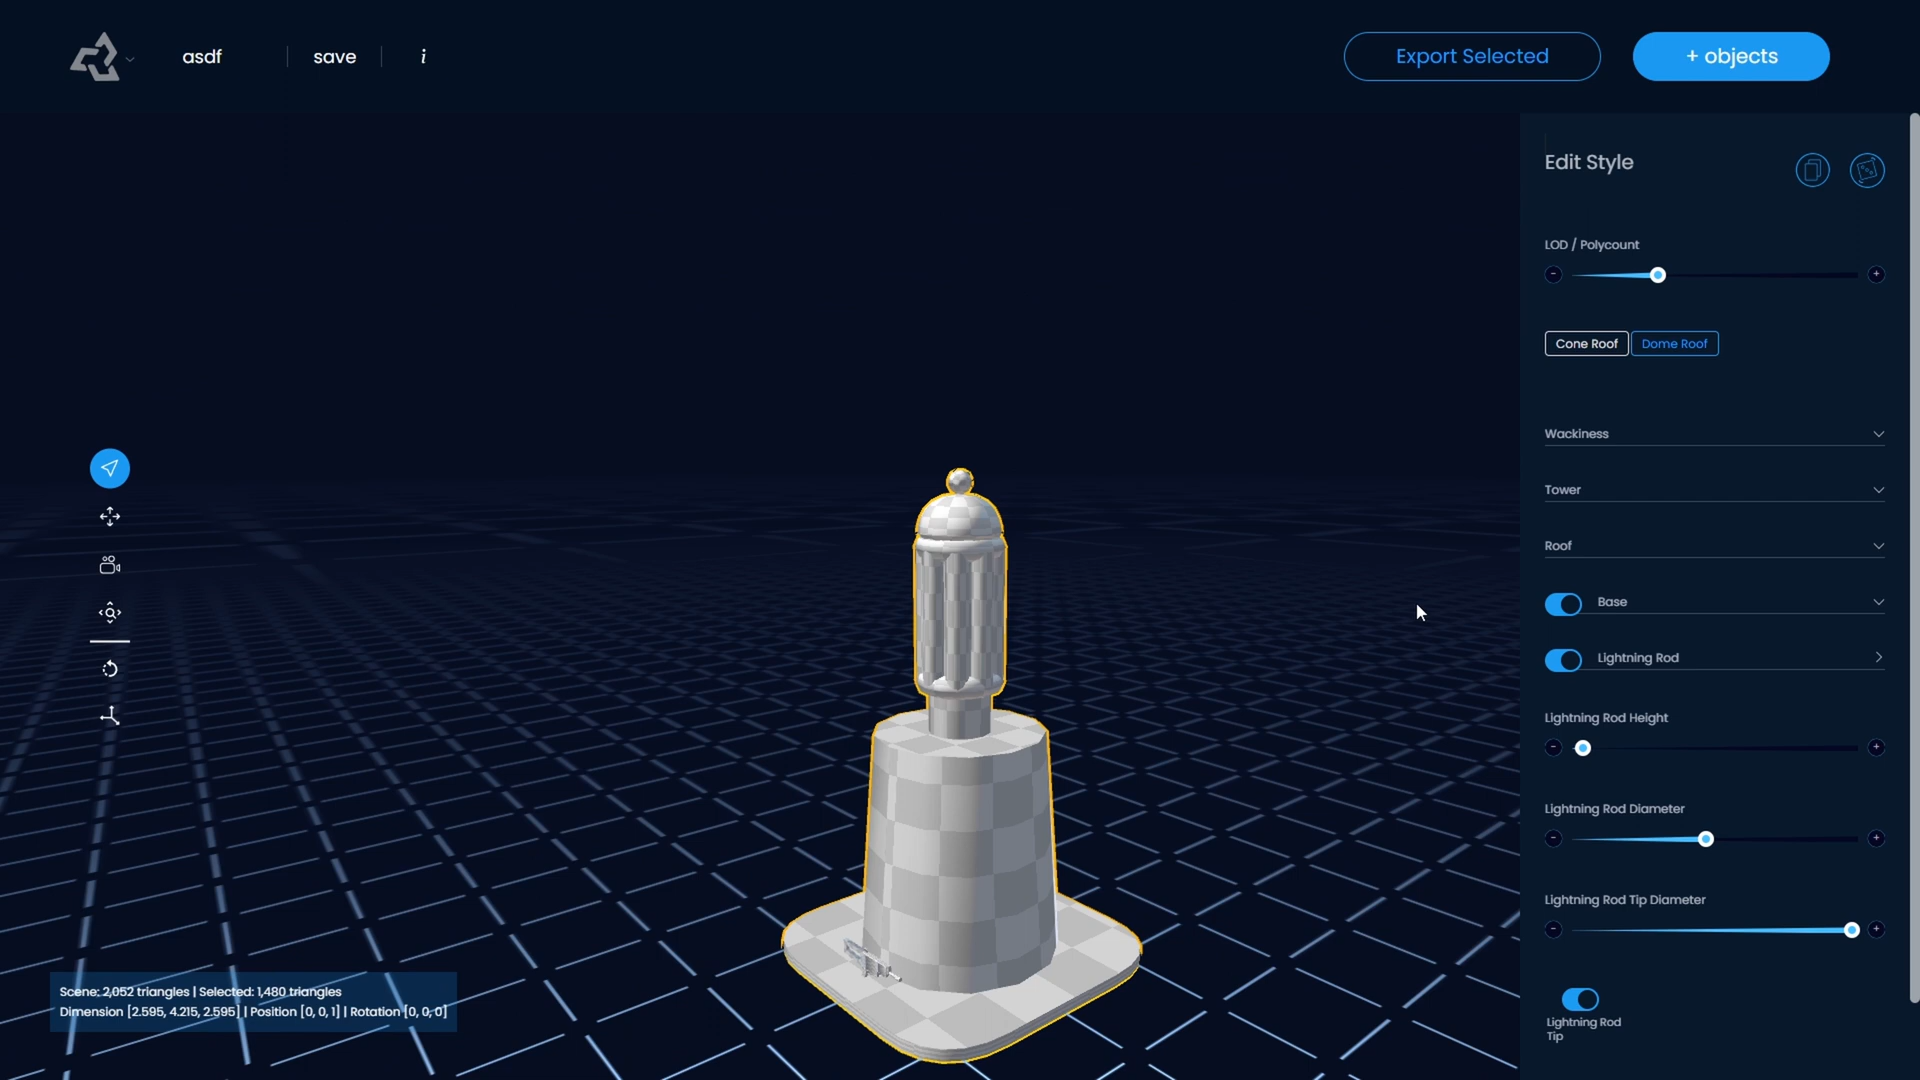 asdf
save
i
Export Selected
+ objects
Edit Style
LOD / Polycount
Cone Roof
Dome Roof
Wackiness
Tower
Roof
Base
Lightning Rod
Lightning Rod Height
Lightning Rod Diameter
Lightning Rod Tip Diameter
Lightning Rod
Tip
Scene: 2,052 triangles | Selected: 1,480 triangles
Dimension [2.595, 4.215, 2.595] | Position [0, 0, 1] | Rotation [0, 0, 0]